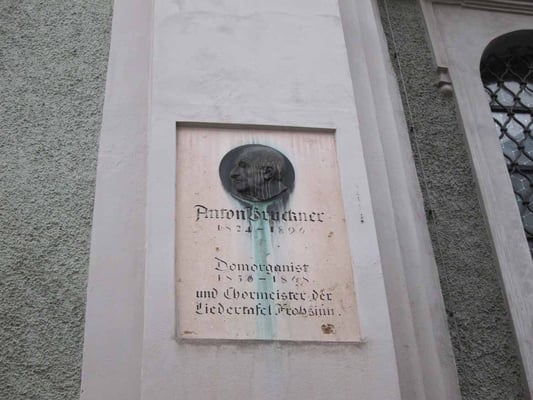 Anton Bruckner
1824-1896
Domorganist
1856-1868
und Chormeister der
Liedertafel Frohsinn.